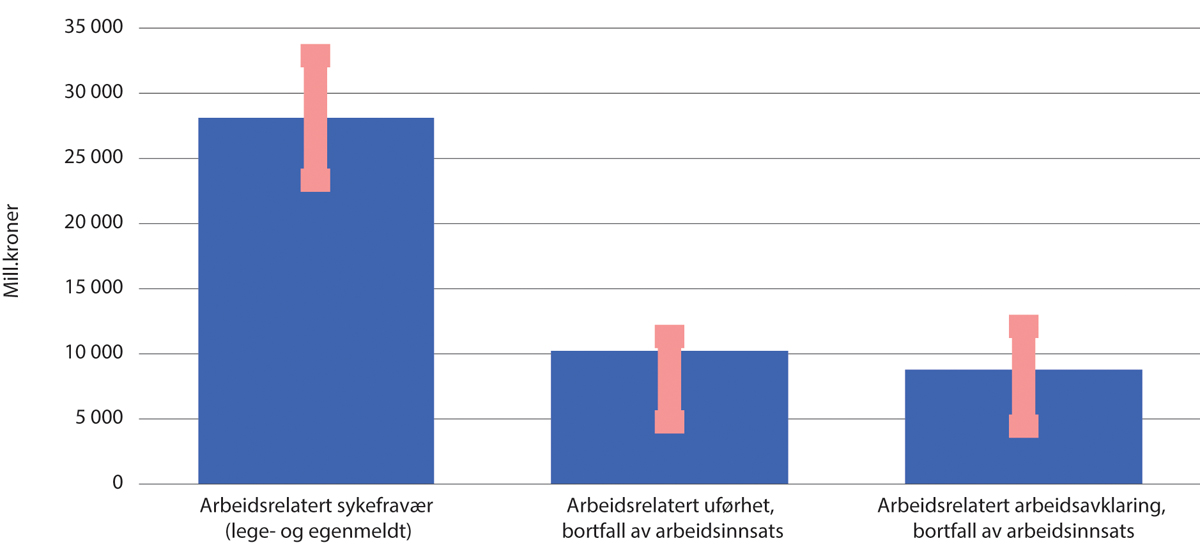 35 000
30 000
25 000
20 000
15 000
10 000
5 000
0
Mill.kroner
Arbeidsrelatert sykefravær
(lege- og egenmeldt)
Arbeidsrelatert uførhet,
bortfall av arbeidsinnsats
Arbeidsrelatert arbeidsavklaring,
bortfall av arbeidsinnsats